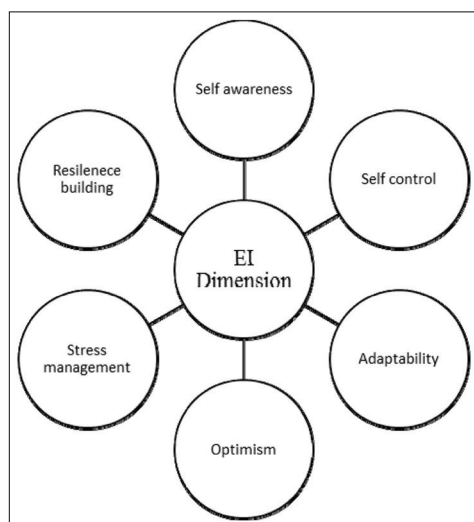 Self awareness
Resilenece
building
Self control
EI
Dimension
Stress
management
Adaptability
Optimism